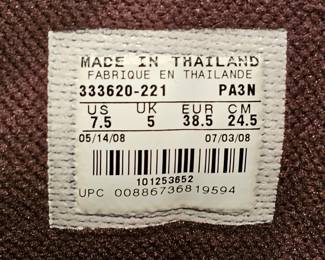 MADE IN THAILAND
FABRIQUE EN THAILANDE
333620-221 PA3N
US UK EUR CM
7.5 5 38.5 24.5
05/14/08 07/03/08
101253652
UPC 00886736819594